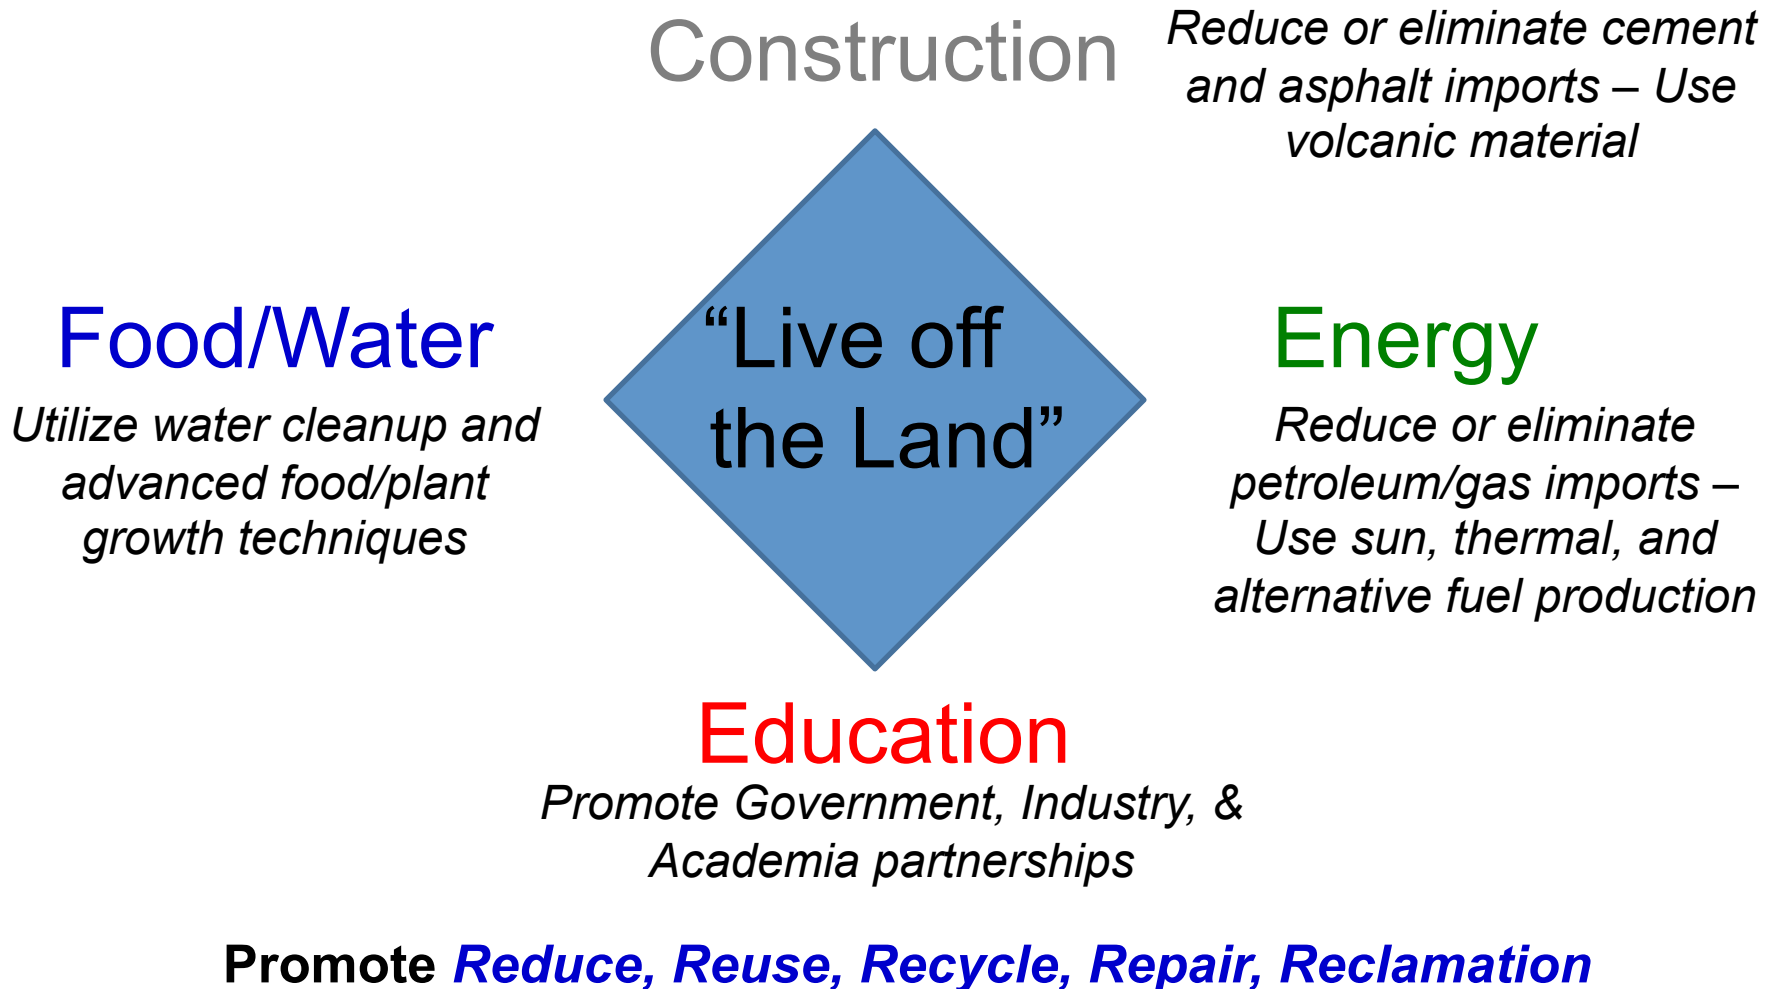 Construction
Reduce or eliminate cement
and asphalt imports – Use
volcanic material
Food/Water
Utilize water cleanup and
advanced food/plant
growth techniques
“Live off
the Land”
Energy
Reduce or eliminate
petroleum/gas imports –
Use sun, thermal, and
alternative fuel production
Education
Promote Government, Industry, &
Academia partnerships
Promote Reduce, Reuse, Recycle, Repair, Reclamation